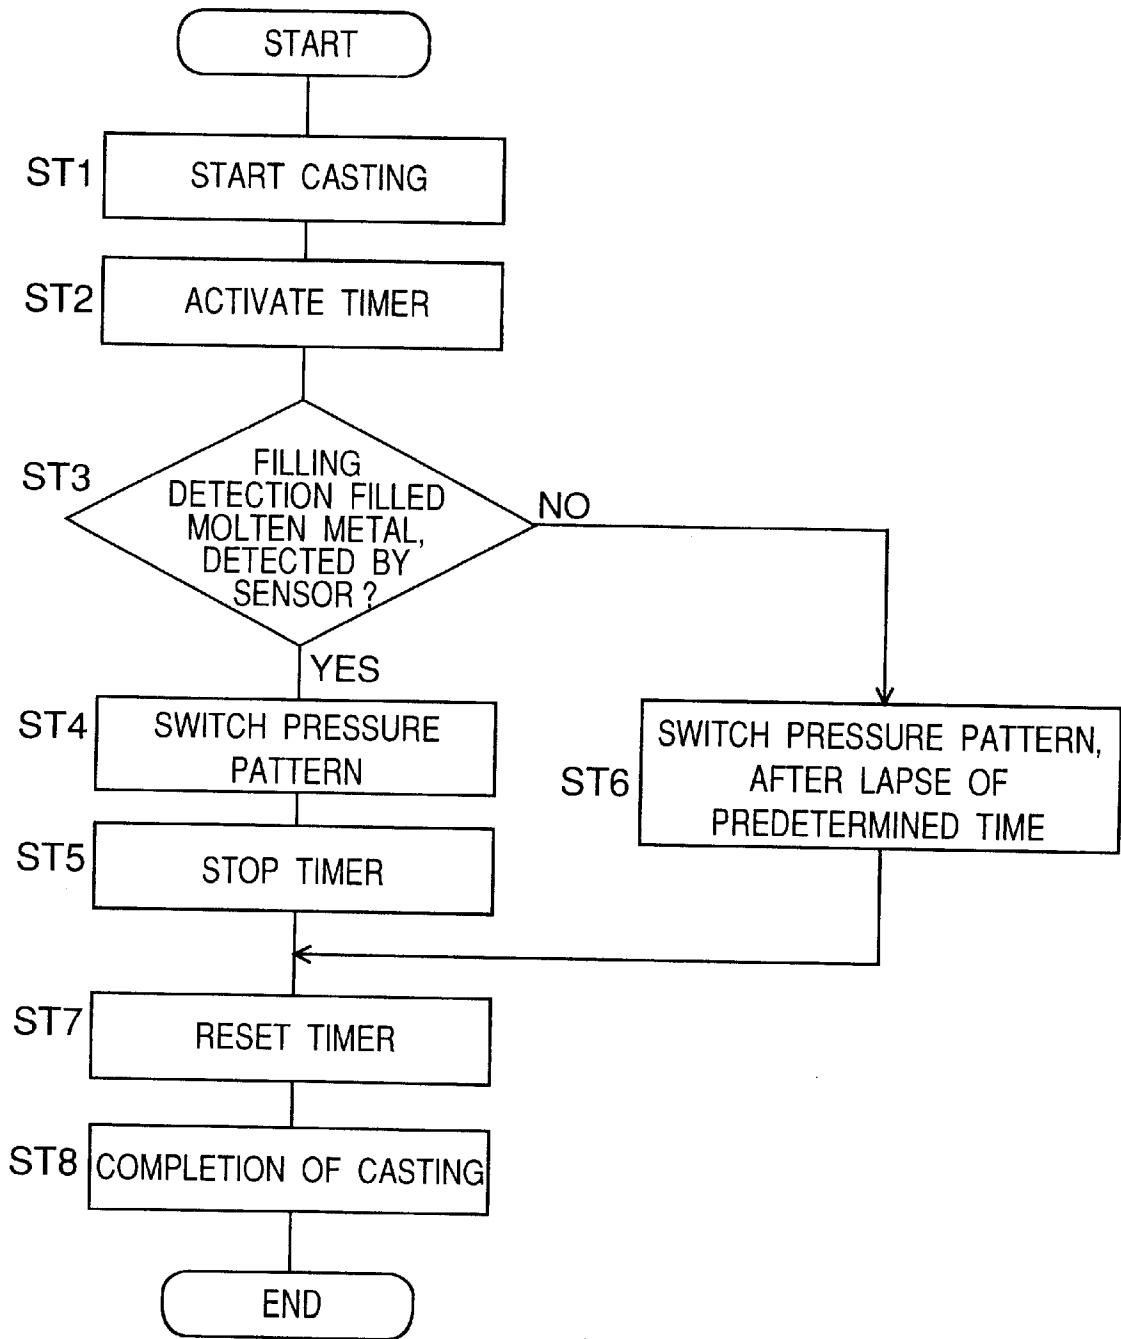 START
ST1
START CASTING
ST2
ACTIVATE TIMER
ST3
FILLING
DETECTION FILLED
MOLTEN METAL,
DETECTED BY
SENSOR ?
NO
YES
ST4
SWITCH PRESSURE
PATTERN
ST6
SWITCH PRESSURE PATTERN,
AFTER LAPSE OF
PREDETERMINED TIME
ST5
STOP TIMER
ST7
RESET TIMER
ST8
COMPLETION OF CASTING
END